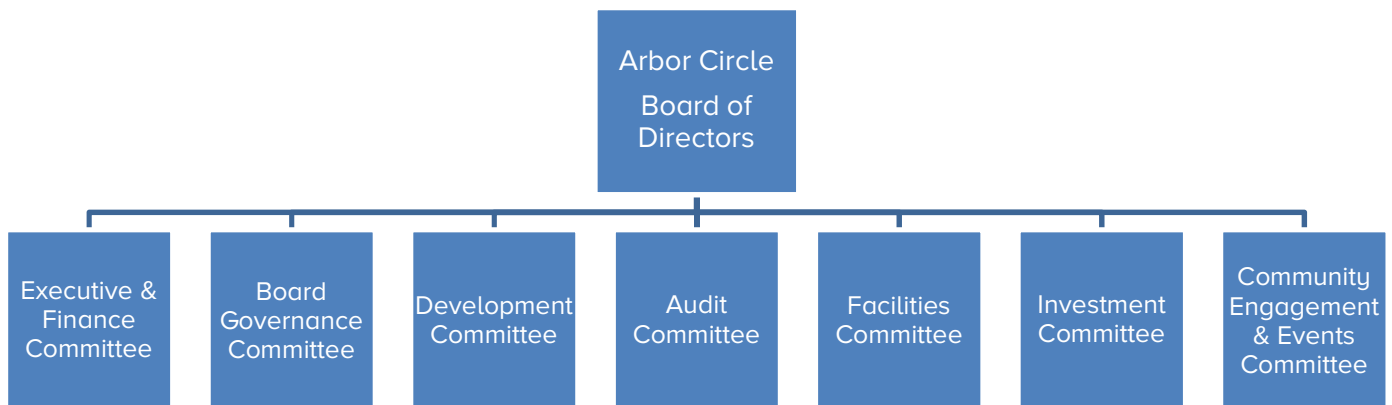 Arbor Circle
Board of
Directors
Executive &
Finance
Committee
Board
Governance
Committee
Development
Committee
Audit
Committee
Facilities
Committee
Investment
Committee
Community
Engagement
& Events
Committee